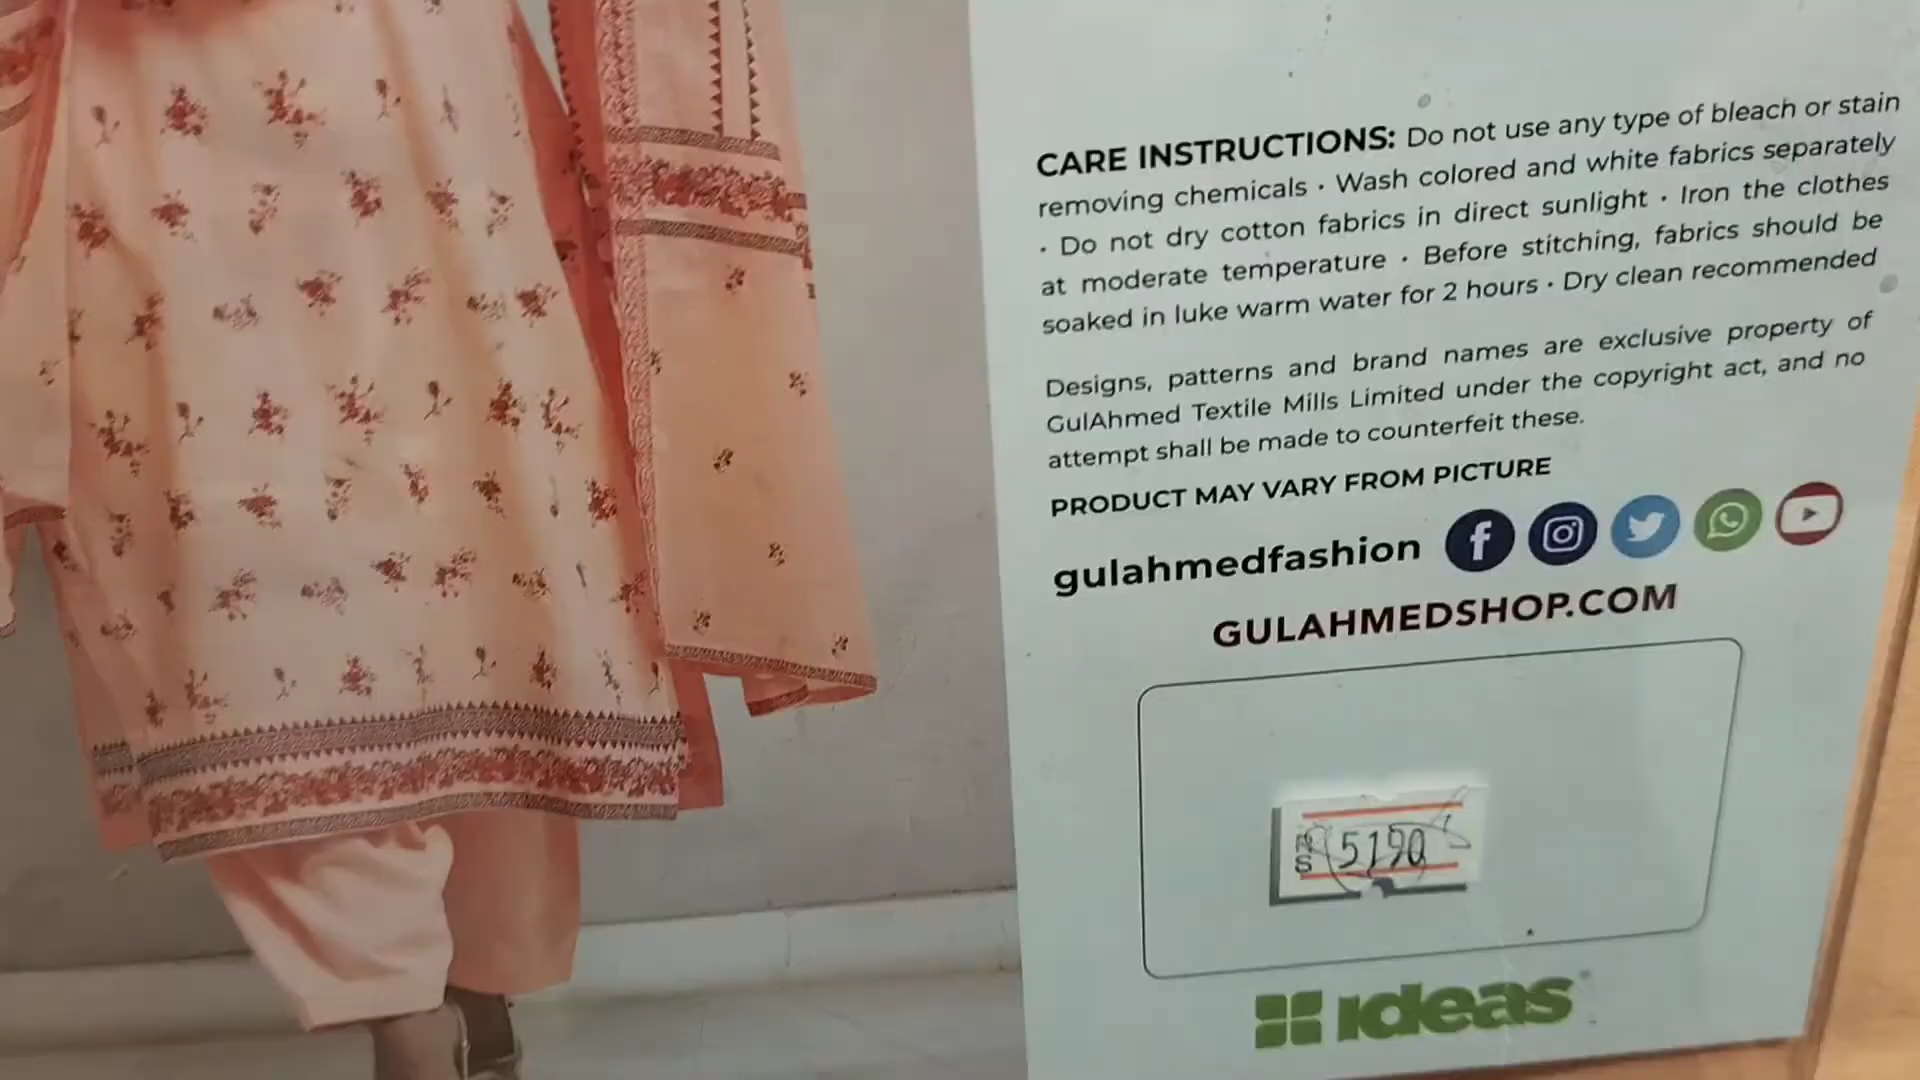 CARE INSTRUCTIONS: Do not use any type of bleach or stain
removing chemicals · Wash colored and white fabrics separately
· Do not dry cotton fabrics in direct sunlight · Iron the clothes
at moderate temperature · Before stitching, fabrics should be
soaked in luke warm water for 2 hours · Dry clean recommended
Designs, patterns and brand names are exclusive property of
GulAhmed Textile Mills Limited under the copyright act, and no
attempt shall be made to counterfeit these.
PRODUCT MAY VARY FROM PICTURE
gulahmedfashion
GULAHMEDSHOP.COM
RS 5190
ideas